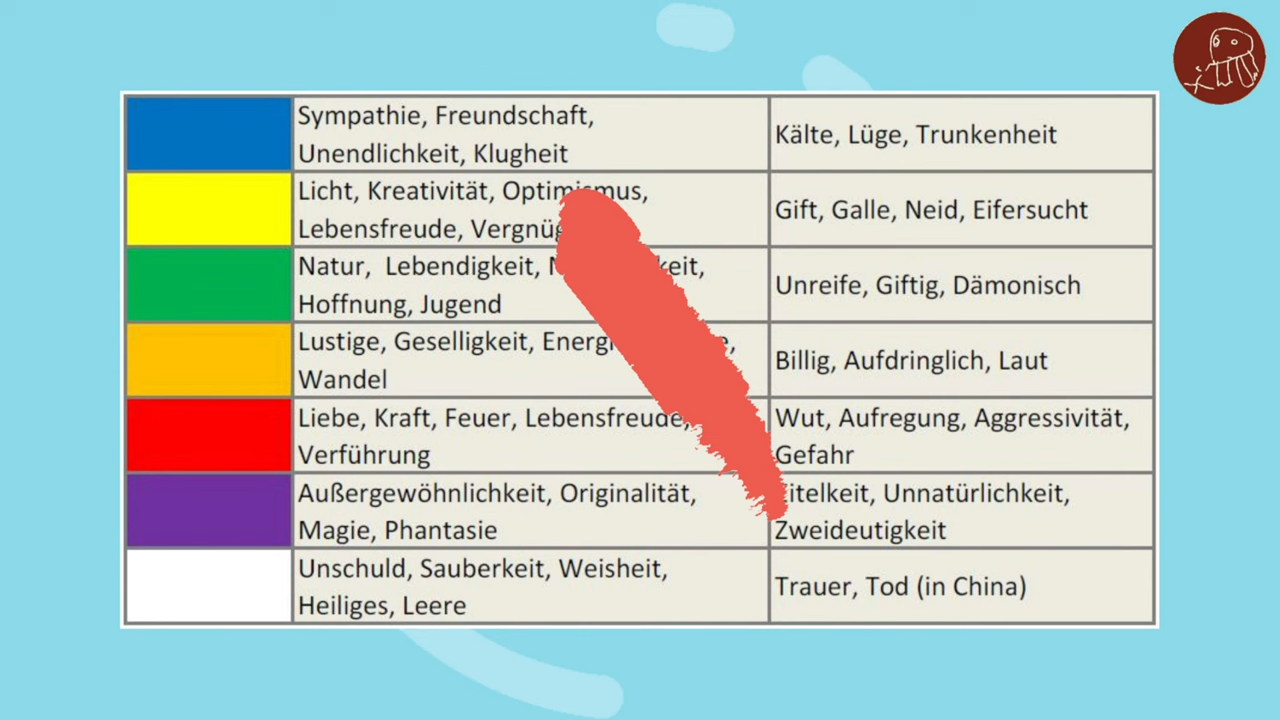 Sympathie, Freundschaft,
Unendlichkeit, Klugheit
Kälte, Lüge, Trunkenheit
Licht, Kreativität, Optimismus,
Lebensfreude,
Gift, Galle, Neid, Eifersucht
Natur, Lebendigkeit,
Hoffnung, Jugend
Unreife, Giftig, Dämonisch
Lustige, Geselligkeit,
Wandel
Billig, Aufdringlich, Laut
Liebe, Kraft, Feuer, Lebensfreude,
Verführung
Wut, Aufregung, Aggressivität,
Gefahr
Außergewöhnlichkeit, Originalität,
Magie, Phantasie
Eitelkeit, Unnatürlichkeit,
Zweideutigkeit
Unschuld, Sauberkeit, Weisheit,
Heiliges, Leere
Trauer, Tod (in China)